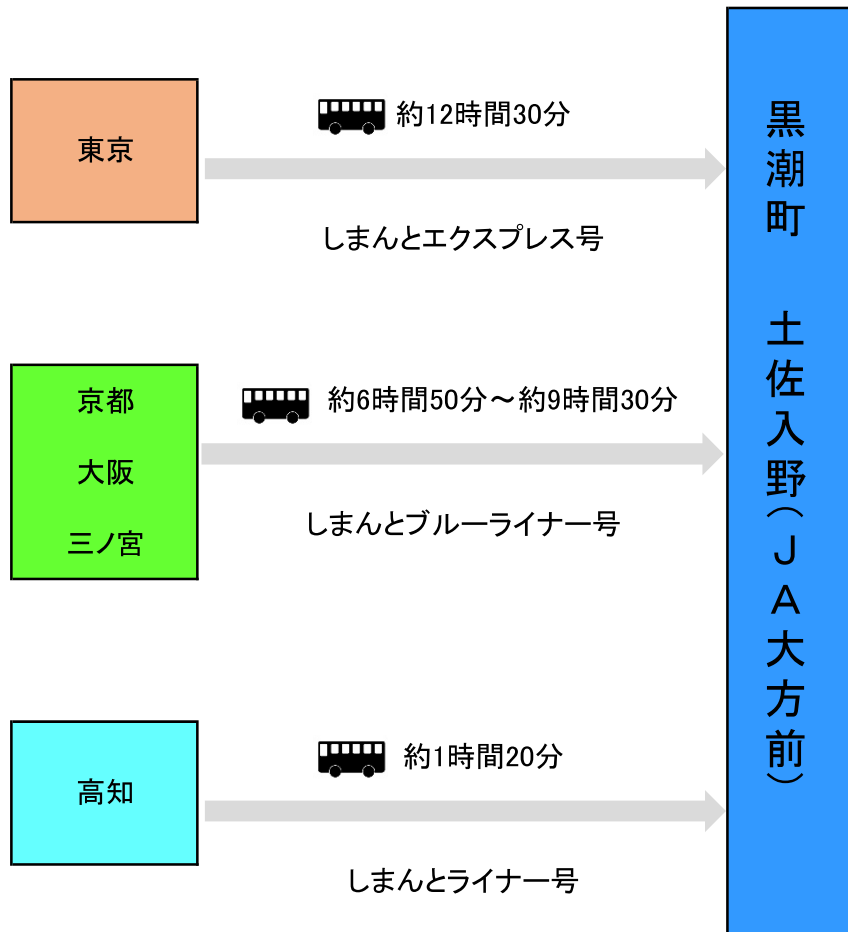 東京
約12時間30分
しまんとエクスプレス号
京都
大阪
三ノ宮
約6時間50分～約9時間30分
しまんとブルーライナー号
高知
約1時間20分
しまんとライナー号
黒潮町　土佐入野（ＪＡ大方前）